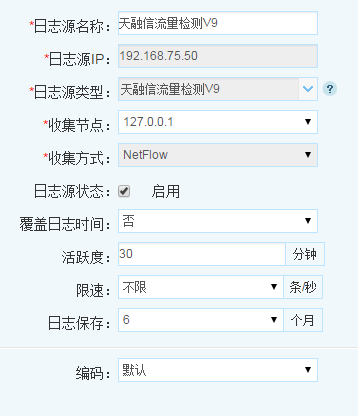 *日志源名称： 天融信流量检测V9
*日志源IP： 192.168.75.50
*日志源类型： 天融信流量检测V9 ?
*收集节点： 127.0.0.1
*收集方式： NetFlow
日志源状态： 启用
覆盖日志时间： 否
活跃度： 30 分钟
限速： 不限 条/秒
日志保存： 6 个月
编码： 默认